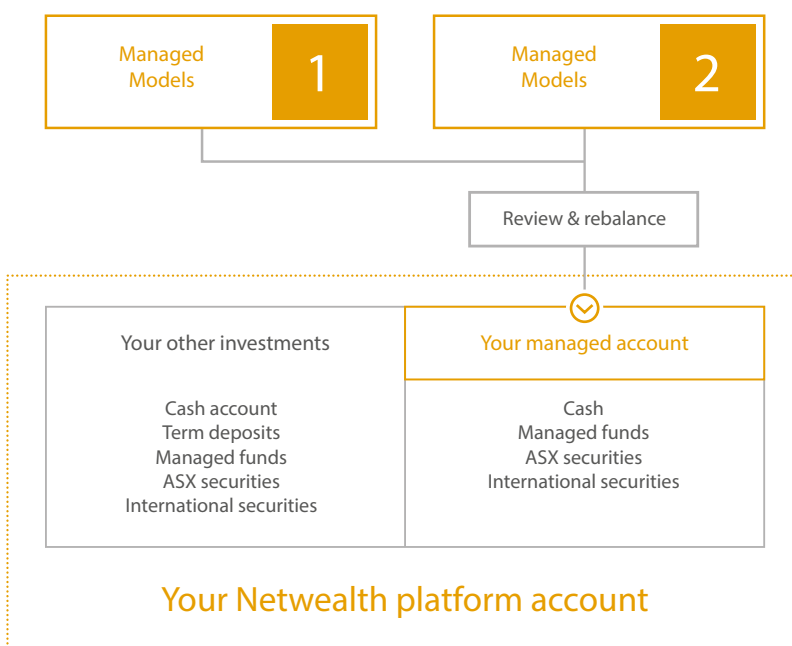 Managed
Models
1
Managed
Models
2
Review & rebalance
Your other investments
Cash account
Term deposits
Managed funds
ASX securities
International securities
Your managed account
Cash
Managed funds
ASX securities
International securities
Your Netwealth platform account